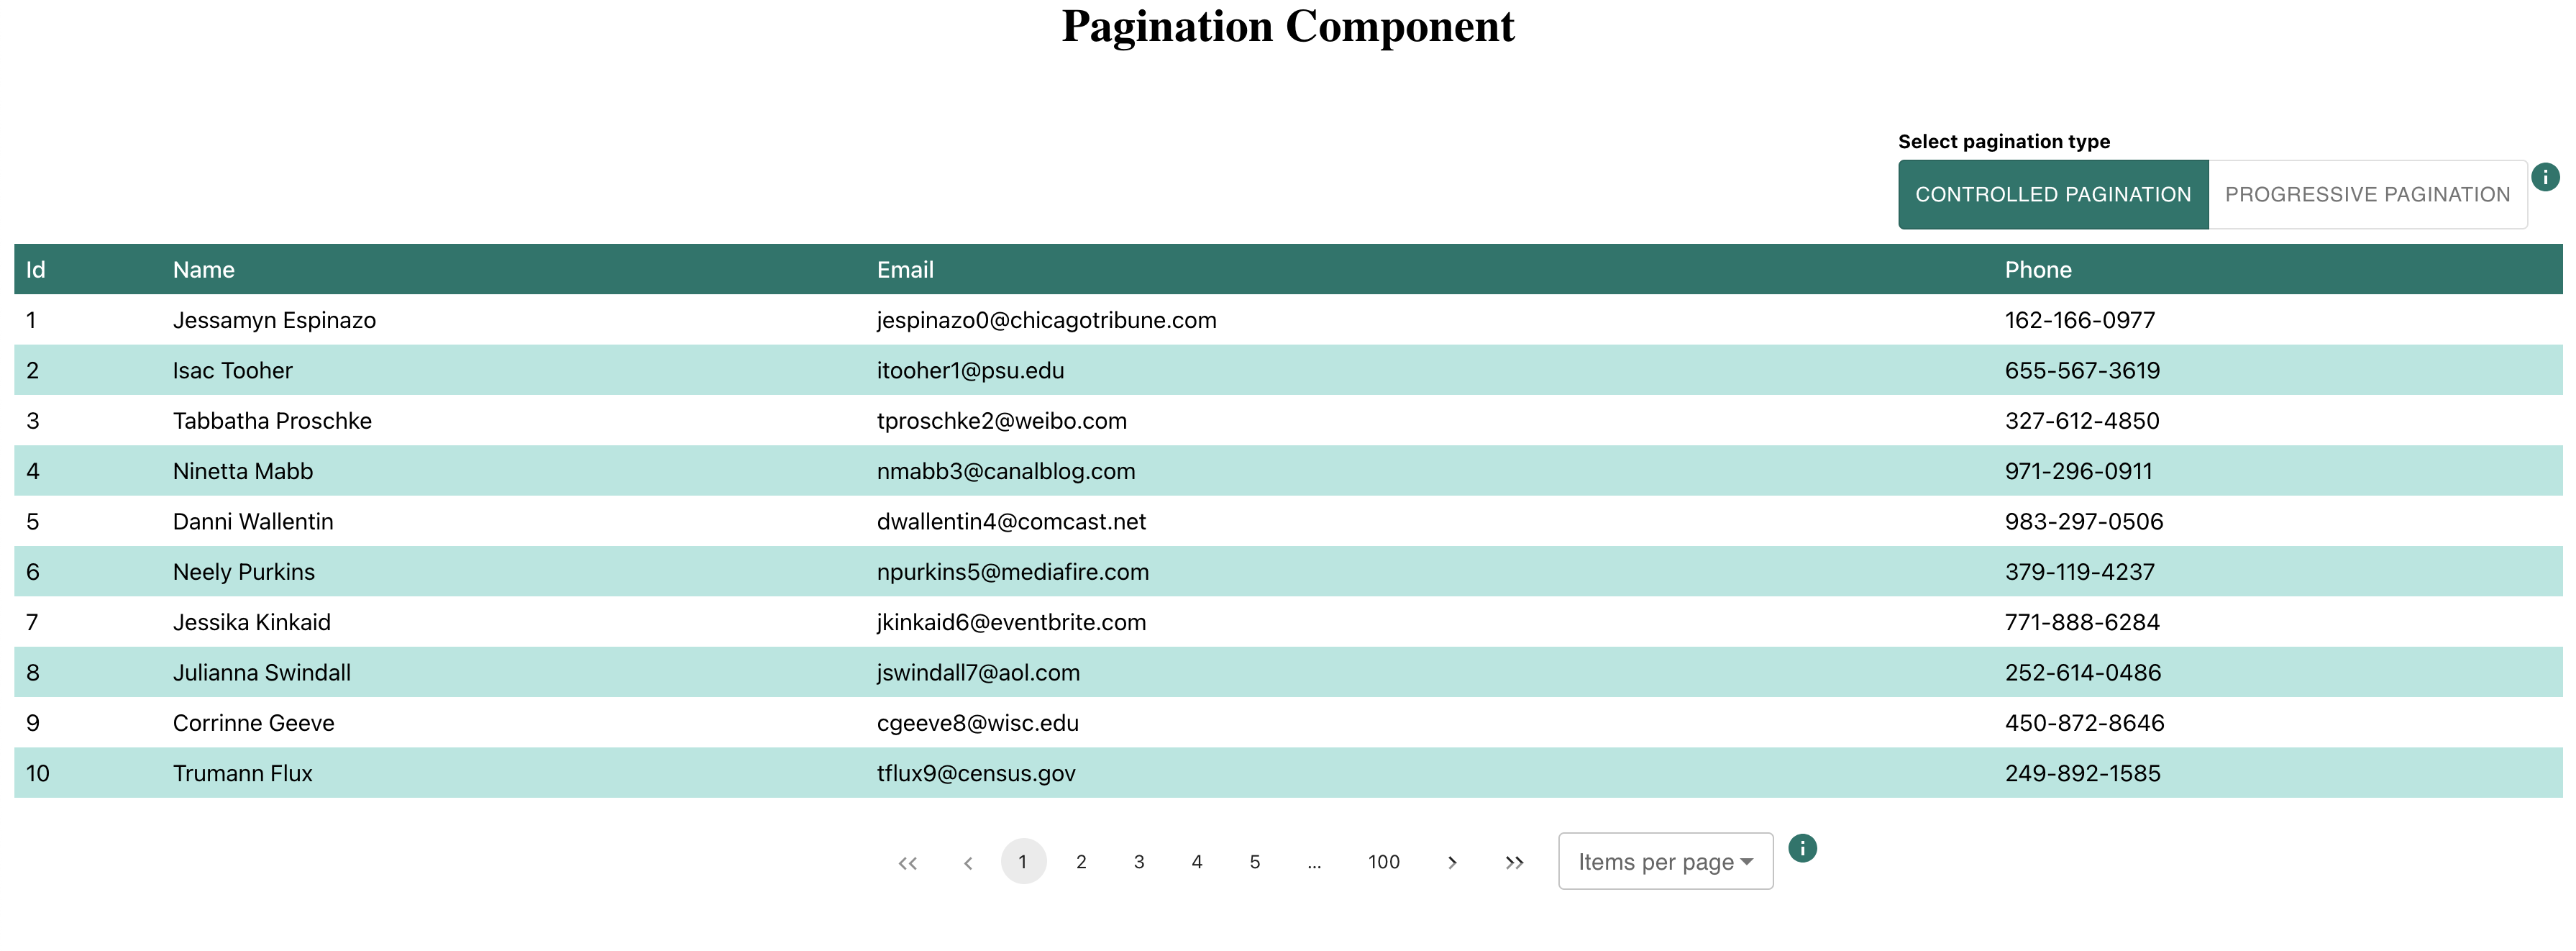 Pagination Component
Select pagination type
CONTROLLED PAGINATION PROGRESSIVE PAGINATION i
Id Name Email Phone
1 Jessamyn Espinazo jespinazo0@chicagotribune.com 162-166-0977
2 Isac Tooher itooher1@psu.edu 655-567-3619
3 Tabbatha Proschke tproschke2@weibo.com 327-612-4850
4 Ninetta Mabb nmabb3@canalblog.com 971-296-0911
5 Danni Wallentin dwallentin4@comcast.net 983-297-0506
6 Neely Purkins npurkins5@mediafire.com 379-119-4237
7 Jessika Kinkaid jkinkaid6@eventbrite.com 771-888-6284
8 Julianna Swindall jswindall7@aol.com 252-614-0486
9 Corrinne Geeve cgeeve8@wisc.edu 450-872-8646
10 Trumann Flux tflux9@census.gov 249-892-1585
<< < 1 2 3 4 5 ... 100 > >> Items per page i